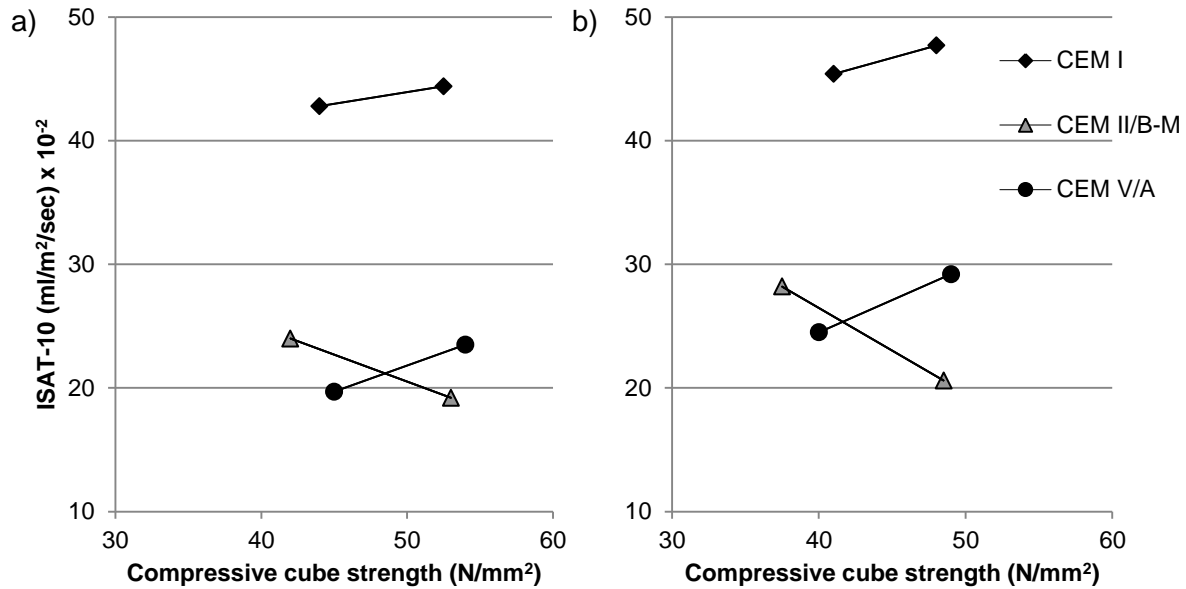 a)
50
40
30
20
10
ISAT-10 (ml/m²/sec) x 10⁻²
30
40
50
60
Compressive cube strength (N/mm²)
b)
50
40
30
20
10
30
40
50
60
Compressive cube strength (N/mm²)
CEM I
CEM II/B-M
CEM V/A